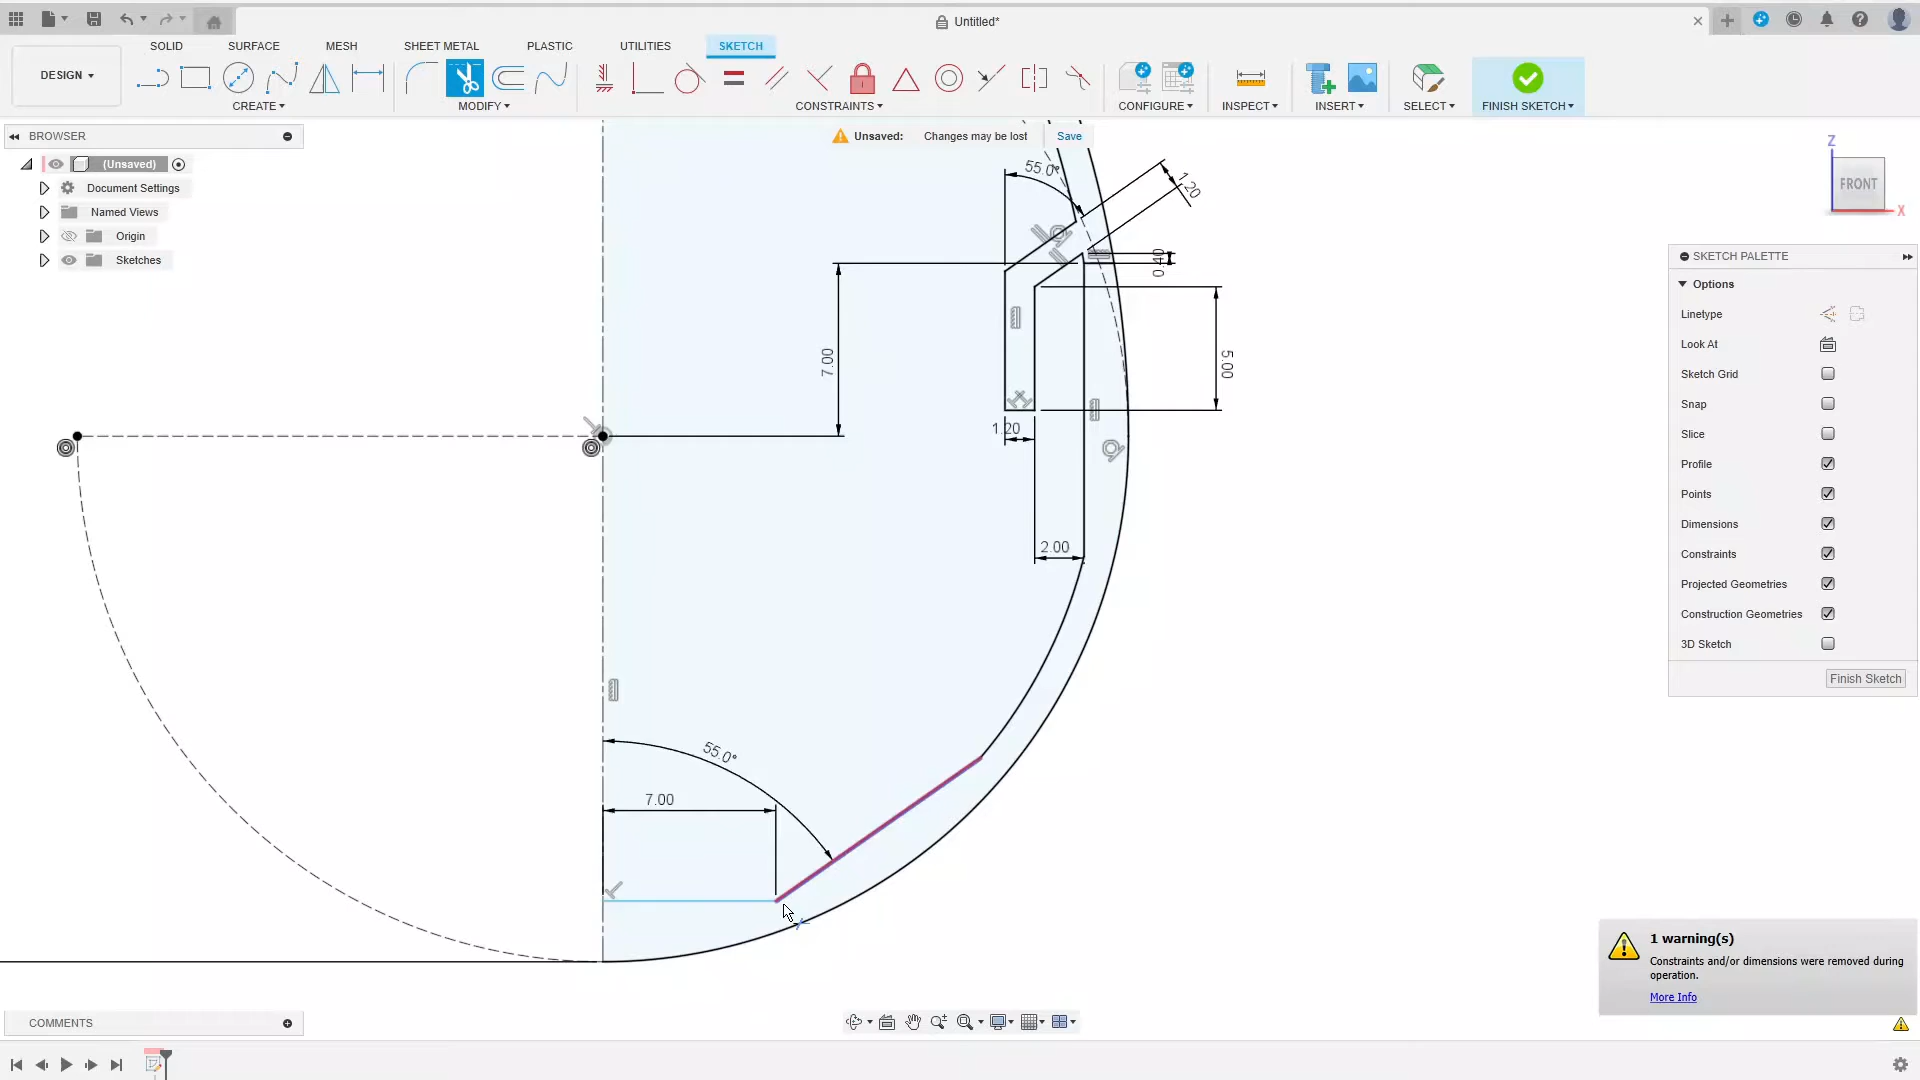 Untitled*
DESIGN
SOLID
SURFACE
MESH
SHEET METAL
PLASTIC
UTILITIES
SKETCH
CREATE
MODIFY
CONSTRAINTS
CONFIGURE
INSPECT
INSERT
SELECT
FINISH SKETCH
BROWSER
Unsaved: Changes may be lost Save
(Unsaved)
Document Settings
Named Views
Origin
Sketches
Z
FRONT
X
55.0°
1.20
0.40
7.00
5.00
1.20
2.00
55.0°
7.00
SKETCH PALETTE
Options
Linetype
Look At
Sketch Grid
Snap
Slice
Profile
Points
Dimensions
Constraints
Projected Geometries
Construction Geometries
3D Sketch
Finish Sketch
1 warning(s)
Constraints and/or dimensions were removed during
operation.
More Info
COMMENTS